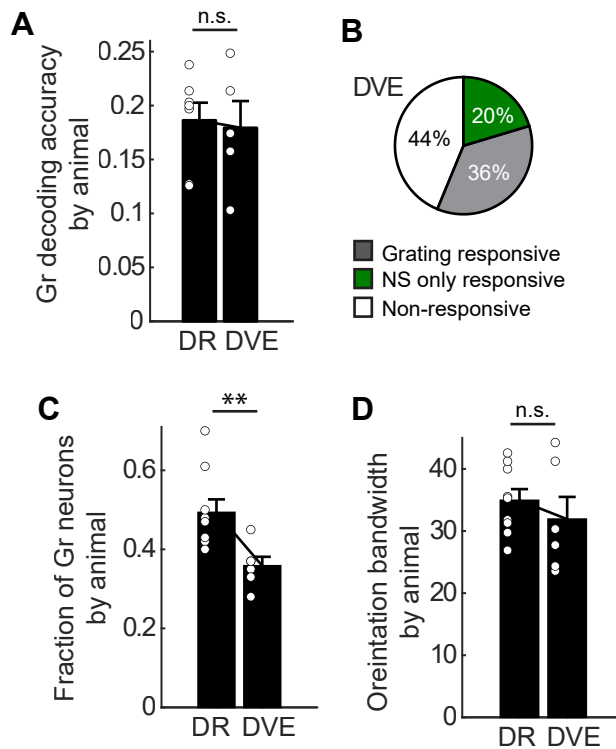 A
n.s.
Gr decoding accuracy
by animal
0.25
0.2
0.15
0.1
0.05
0
DR DVE
B
DVE
20%
44%
36%
Grating responsive
NS only responsive
Non-responsive
C
**
Fraction of Gr neurons
by animal
0.6
0.4
0.2
0
DR DVE
D
n.s.
Oreintation bandwidth
by animal
40
30
20
10
0
DR DVE